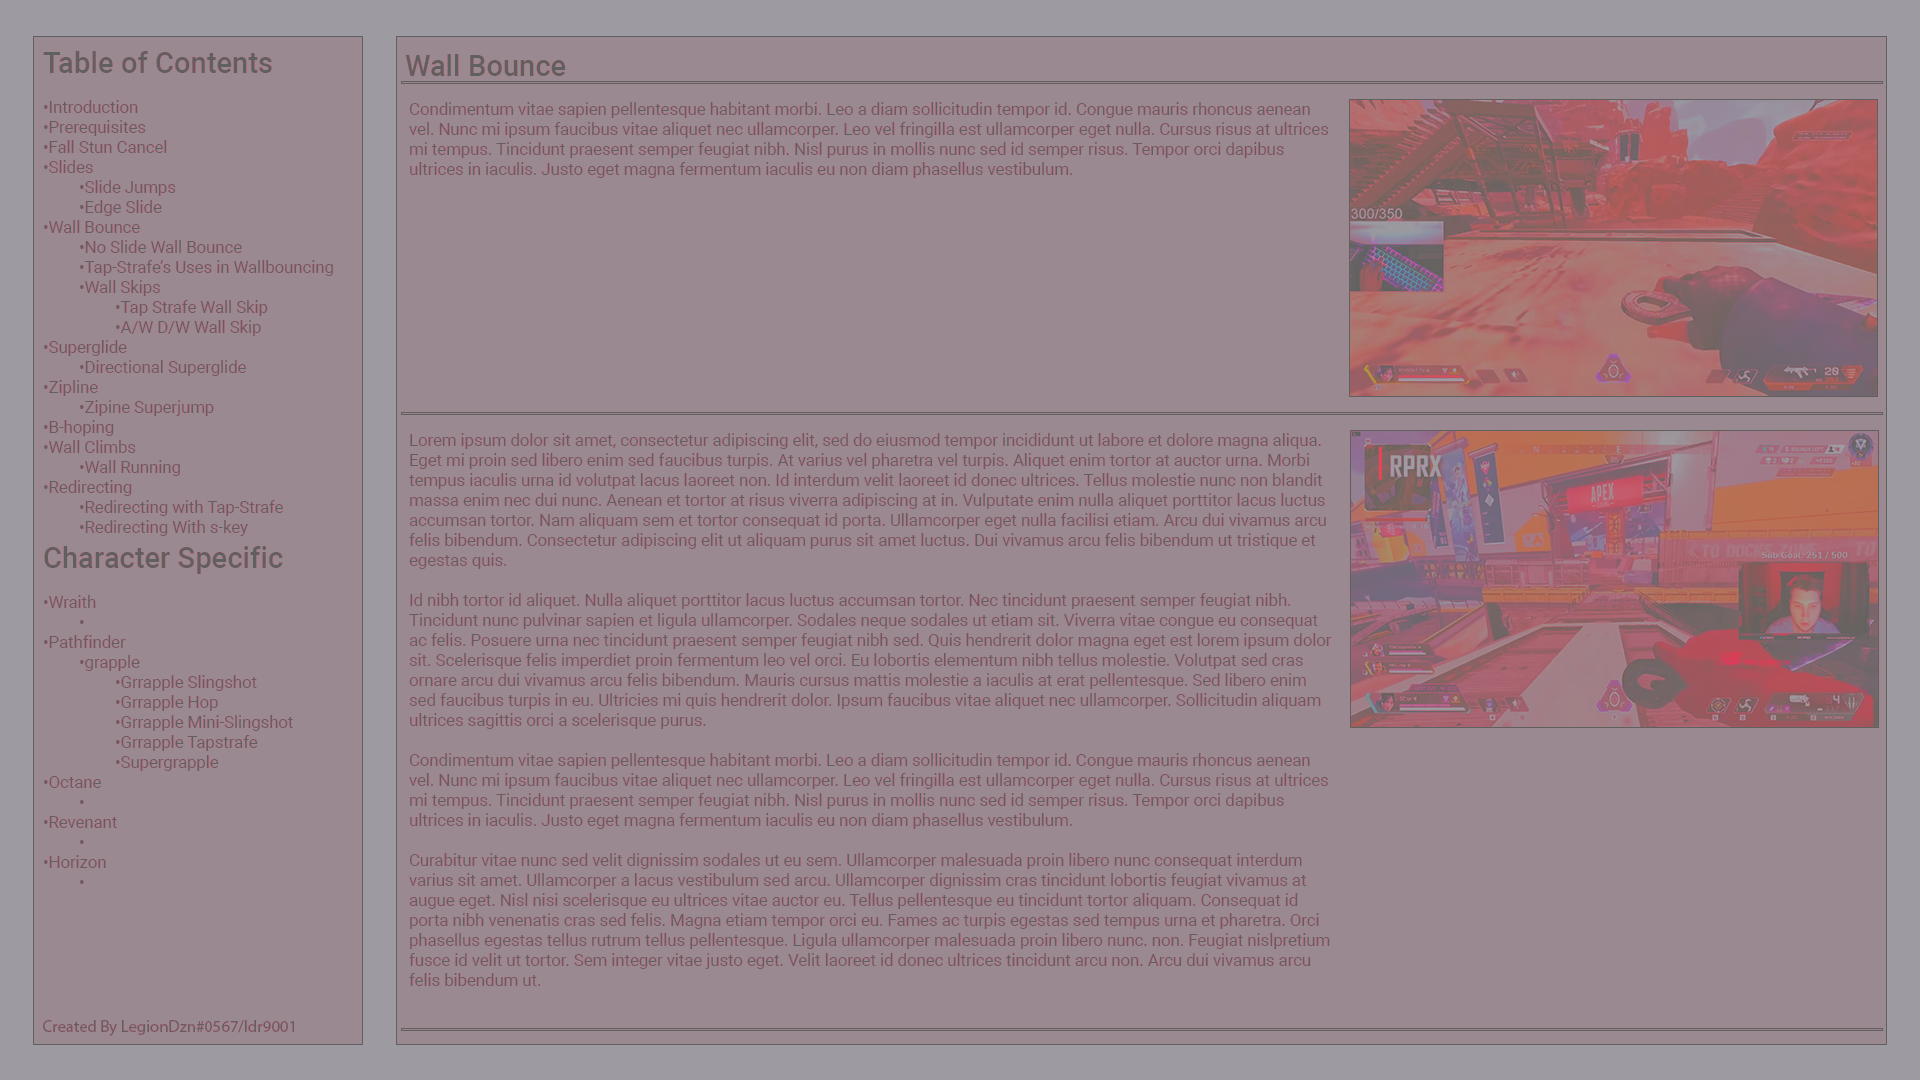 Table of Contents
•Introduction
•Prerequisites
•Fall Stun Cancel
•Slides
•Slide Jumps
•Edge Slide
•Wall Bounce
•No Slide Wall Bounce
•Tap-Strafe's Uses in Wallbouncing
•Wall Skips
•Tap Strafe Wall Skip
•A/W D/W Wall Skip
•Superglide
•Directional Superglide
•Zipline
•Zipine Superjump
•B-hoping
•Wall Climbs
•Wall Running
•Redirecting
•Redirecting with Tap-Strafe
•Redirecting With s-key
Character Specific
•Wraith
•
•Pathfinder
•grapple
•Grrapple Slingshot
•Grrapple Hop
•Grrapple Mini-Slingshot
•Grrapple Tapstrafe
•Supergrapple
•Octane
•
•Revenant
•
•Horizon
•
Created By LegionDzn#0567/ldr9001
Wall Bounce
Condimentum vitae sapien pellentesque habitant morbi. Leo a diam sollicitudin tempor id. Congue mauris rhoncus aenean
vel. Nunc mi ipsum faucibus vitae aliquet nec ullamcorper. Leo vel fringilla est ullamcorper eget nulla. Cursus risus at ultrices
mi tempus. Tincidunt praesent semper feugiat nibh. Nisl purus in mollis nunc sed id semper risus. Tempor orci dapibus
ultrices in iaculis. Justo eget magna fermentum iaculis eu non diam phasellus vestibulum.
300/350
20
Lorem ipsum dolor sit amet, consectetur adipiscing elit, sed do eiusmod tempor incididunt ut labore et dolore magna aliqua.
Eget mi proin sed libero enim sed faucibus turpis. At varius vel pharetra vel turpis. Aliquet enim tortor at auctor urna. Morbi
tempus iaculis urna id volutpat lacus laoreet non. Id interdum velit laoreet id donec ultrices. Tellus molestie nunc non blandit
massa enim nec dui nunc. Aenean et tortor at risus viverra adipiscing at in. Vulputate enim nulla aliquet porttitor lacus luctus
accumsan tortor. Nam aliquam sem et tortor consequat id porta. Ullamcorper eget nulla facilisi etiam. Arcu dui vivamus arcu
felis bibendum. Consectetur adipiscing elit ut aliquam purus sit amet luctus. Dui vivamus arcu felis bibendum ut tristique et
egestas quis.
Id nibh tortor id aliquet. Nulla aliquet porttitor lacus luctus accumsan tortor. Nec tincidunt praesent semper feugiat nibh.
Tincidunt nunc pulvinar sapien et ligula ullamcorper. Sodales neque sodales ut etiam sit. Viverra vitae congue eu consequat
ac felis. Posuere urna nec tincidunt praesent semper feugiat nibh sed. Quis hendrerit dolor magna eget est lorem ipsum dolor
sit. Scelerisque felis imperdiet proin fermentum leo vel orci. Eu lobortis elementum nibh tellus molestie. Volutpat sed cras
ornare arcu dui vivamus arcu felis bibendum. Mauris cursus mattis molestie a iaculis at erat pellentesque. Sed libero enim
sed faucibus turpis in eu. Ultricies mi quis hendrerit dolor. Ipsum faucibus vitae aliquet nec ullamcorper. Sollicitudin aliquam
ultrices sagittis orci a scelerisque purus.
Condimentum vitae sapien pellentesque habitant morbi. Leo a diam sollicitudin tempor id. Congue mauris rhoncus aenean
vel. Nunc mi ipsum faucibus vitae aliquet nec ullamcorper. Leo vel fringilla est ullamcorper eget nulla. Cursus risus at ultrices
mi tempus. Tincidunt praesent semper feugiat nibh. Nisl purus in mollis nunc sed id semper risus. Tempor orci dapibus
ultrices in iaculis. Justo eget magna fermentum iaculis eu non diam phasellus vestibulum.
Curabitur vitae nunc sed velit dignissim sodales ut eu sem. Ullamcorper malesuada proin libero nunc consequat interdum
varius sit amet. Ullamcorper a lacus vestibulum sed arcu. Ullamcorper dignissim cras tincidunt lobortis feugiat vivamus at
augue eget. Nisl nisi scelerisque eu ultrices vitae auctor eu. Tellus pellentesque eu tincidunt tortor aliquam. Consequat id
porta nibh venenatis cras sed felis. Magna etiam tempor orci eu. Fames ac turpis egestas sed tempus urna et pharetra. Orci
phasellus egestas tellus rutrum tellus pellentesque. Ligula ullamcorper malesuada proin libero nunc. non. Feugiat nislpretium
fusce id velit ut tortor. Sem integer vitae justo eget. Velit laoreet id donec ultrices tincidunt arcu non. Arcu dui vivamus arcu
felis bibendum ut.
RPRX
APEX
Sub Goal: 251 / 500
4